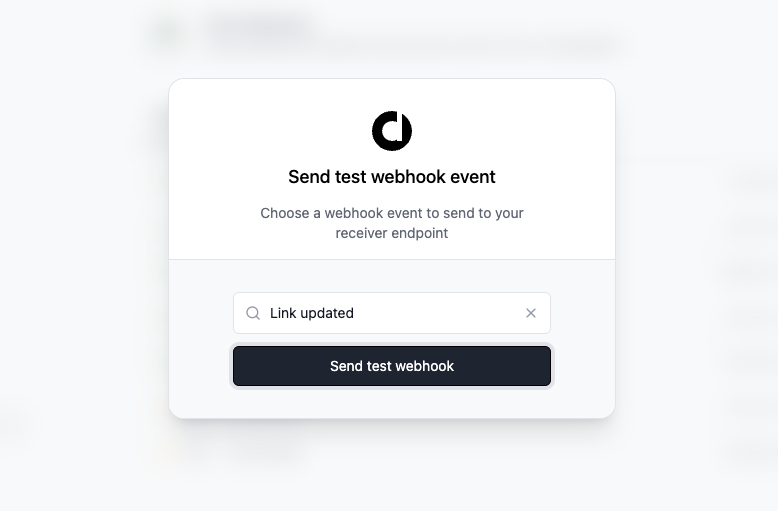 Send test webhook event
Choose a webhook event to send to your
receiver endpoint
Link updated
Send test webhook